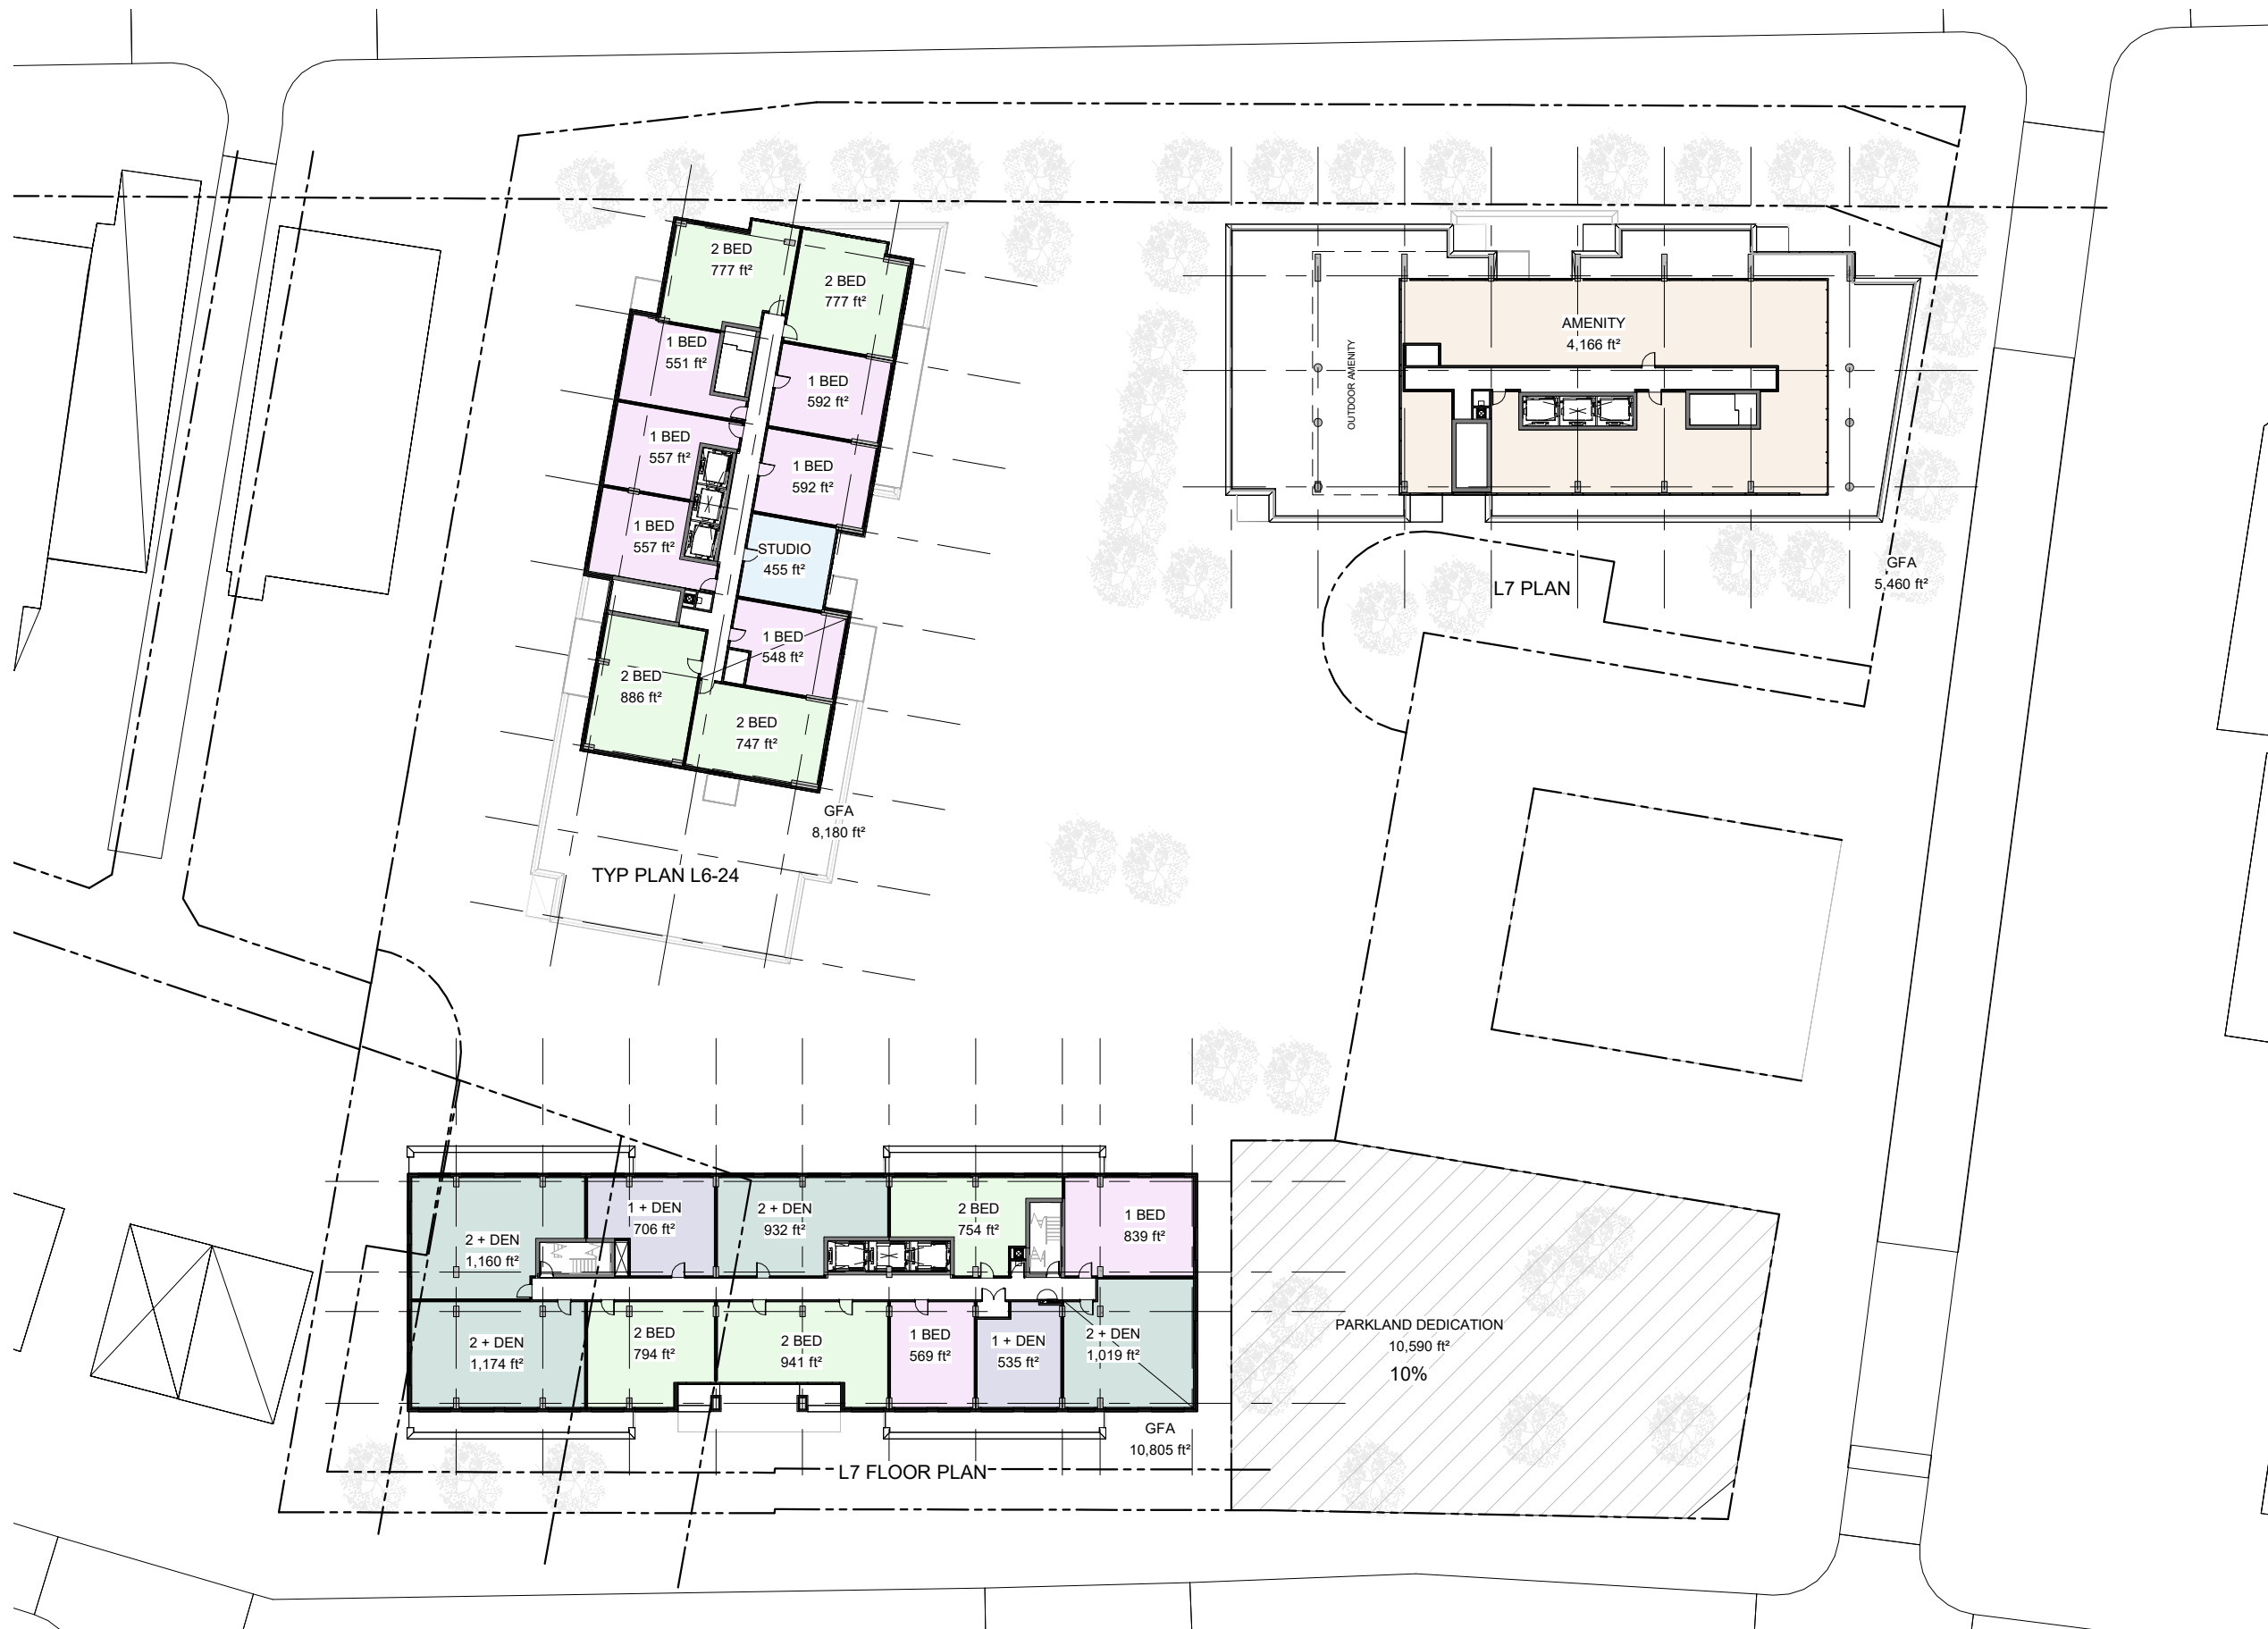 2 BED
777 ft²
2 BED
777 ft²
1 BED
551 ft²
1 BED
592 ft²
1 BED
557 ft²
1 BED
592 ft²
1 BED
557 ft²
STUDIO
455 ft²
1 BED
548 ft²
2 BED
886 ft²
2 BED
747 ft²
GFA
8,180 ft²
TYP PLAN L6-24
AMENITY
4,166 ft²
OUTDOOR AMENITY
GFA
5,460 ft²
L7 PLAN
2 + DEN
1,160 ft²
1 + DEN
706 ft²
2 + DEN
932 ft²
2 BED
754 ft²
1 BED
839 ft²
2 + DEN
1,174 ft²
2 BED
794 ft²
2 BED
941 ft²
1 BED
569 ft²
1 + DEN
535 ft²
2 + DEN
1,019 ft²
GFA
10,805 ft²
L7 FLOOR PLAN
PARKLAND DEDICATION
10,590 ft²
10%